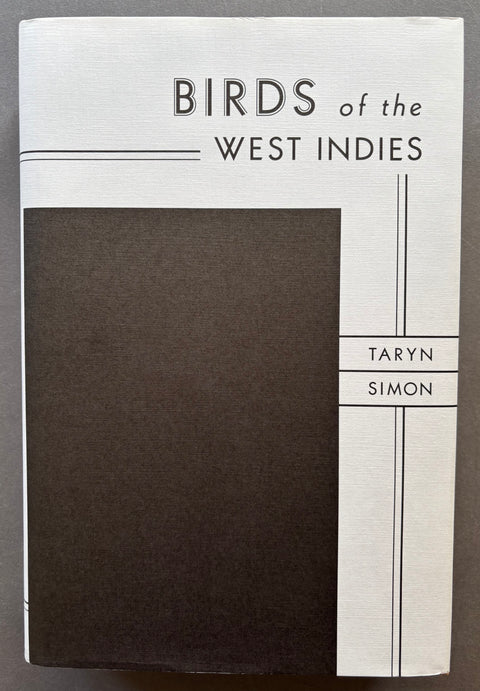 BIRDS of the
WEST INDIES
TARYN
SIMON